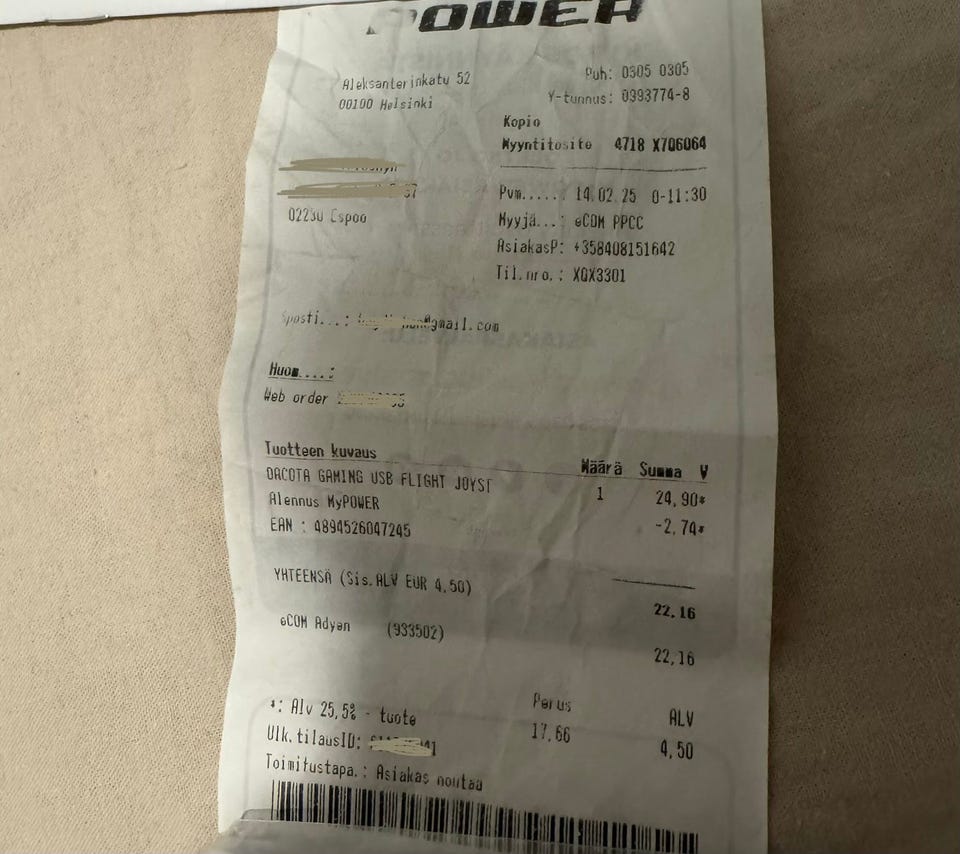 POWER
Aleksanterinkatu 52
00100 Helsinki
Puh: 0305 0305
Y-tunnus: 0393774-8
Kopio
Myyntitosite 4718 X706064
02230 Espoo
Pvm.....: 14.02.25 0-11:30
Myyjä...: eCOM PPCC
AsiakasP: +358408151642
Til.nro.: XQX3301
Sposti...: @gmail.com
Huom....:
Web order
Tuotteen kuvaus Määrä Summa V
DACOTA GAMING USB FLIGHT JOYST 1 24,90*
Alennus MyPOWER -2,74*
EAN : 4894526047245
YHTEENSÄ (Sis.ALV EUR 4,50) 22,16
eCOM Adyen (933502) 22,16
Perus ALV
*: Alv 25,5% - tuote 17,66 4,50
Ulk.tilausID:
Toimitustapa.: Asiakas noutaa